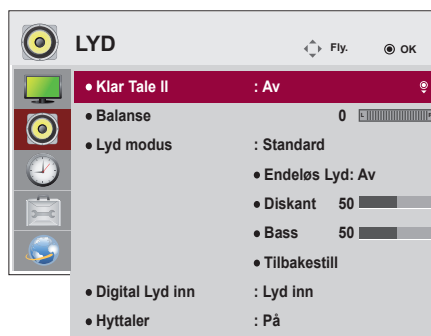 LYD
Fly. OK
Klar Tale II : Av
Balanse 0 L R
Lyd modus : Standard
Endeløs Lyd: Av
Diskant 50
Bass 50
Tilbakestill
Digital Lyd inn : Lyd inn
Hyttaler : På